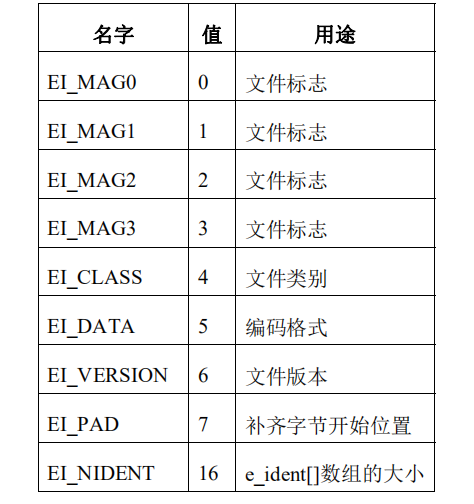 名字 值 用途
EI_MAG0 0 文件标志
EI_MAG1 1 文件标志
EI_MAG2 2 文件标志
EI_MAG3 3 文件标志
EI_CLASS 4 文件类别
EI_DATA 5 编码格式
EI_VERSION 6 文件版本
EI_PAD 7 补齐字节开始位置
EI_NIDENT 16 e_ident[]数组的大小